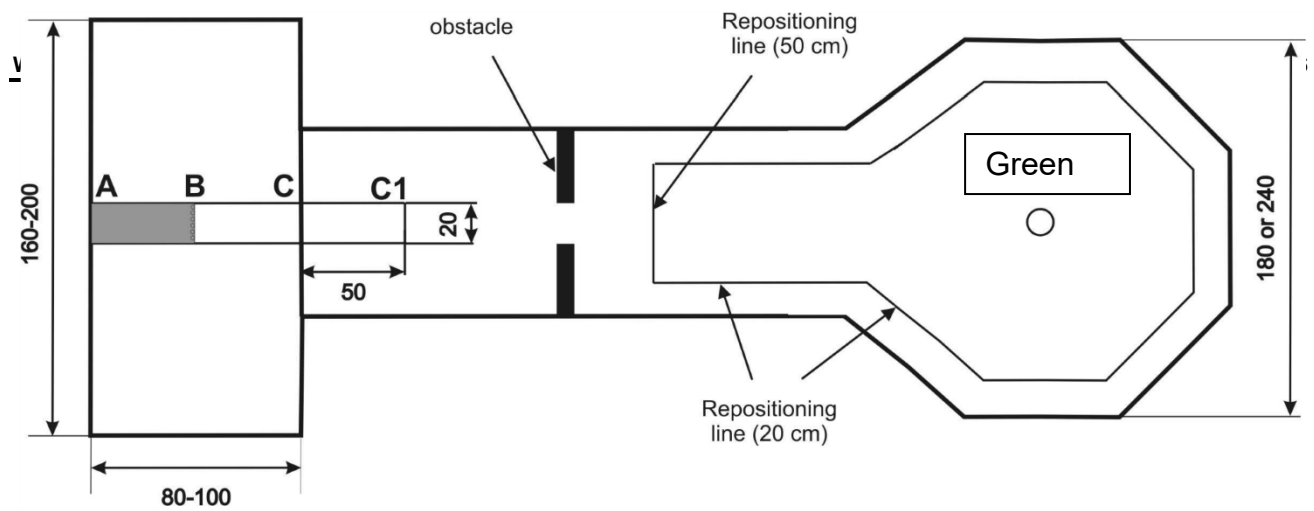 obstacle
Repositioning
line (50 cm)
Green
A B C C1
160-200
20
50
180 or 240
Repositioning
line (20 cm)
80-100